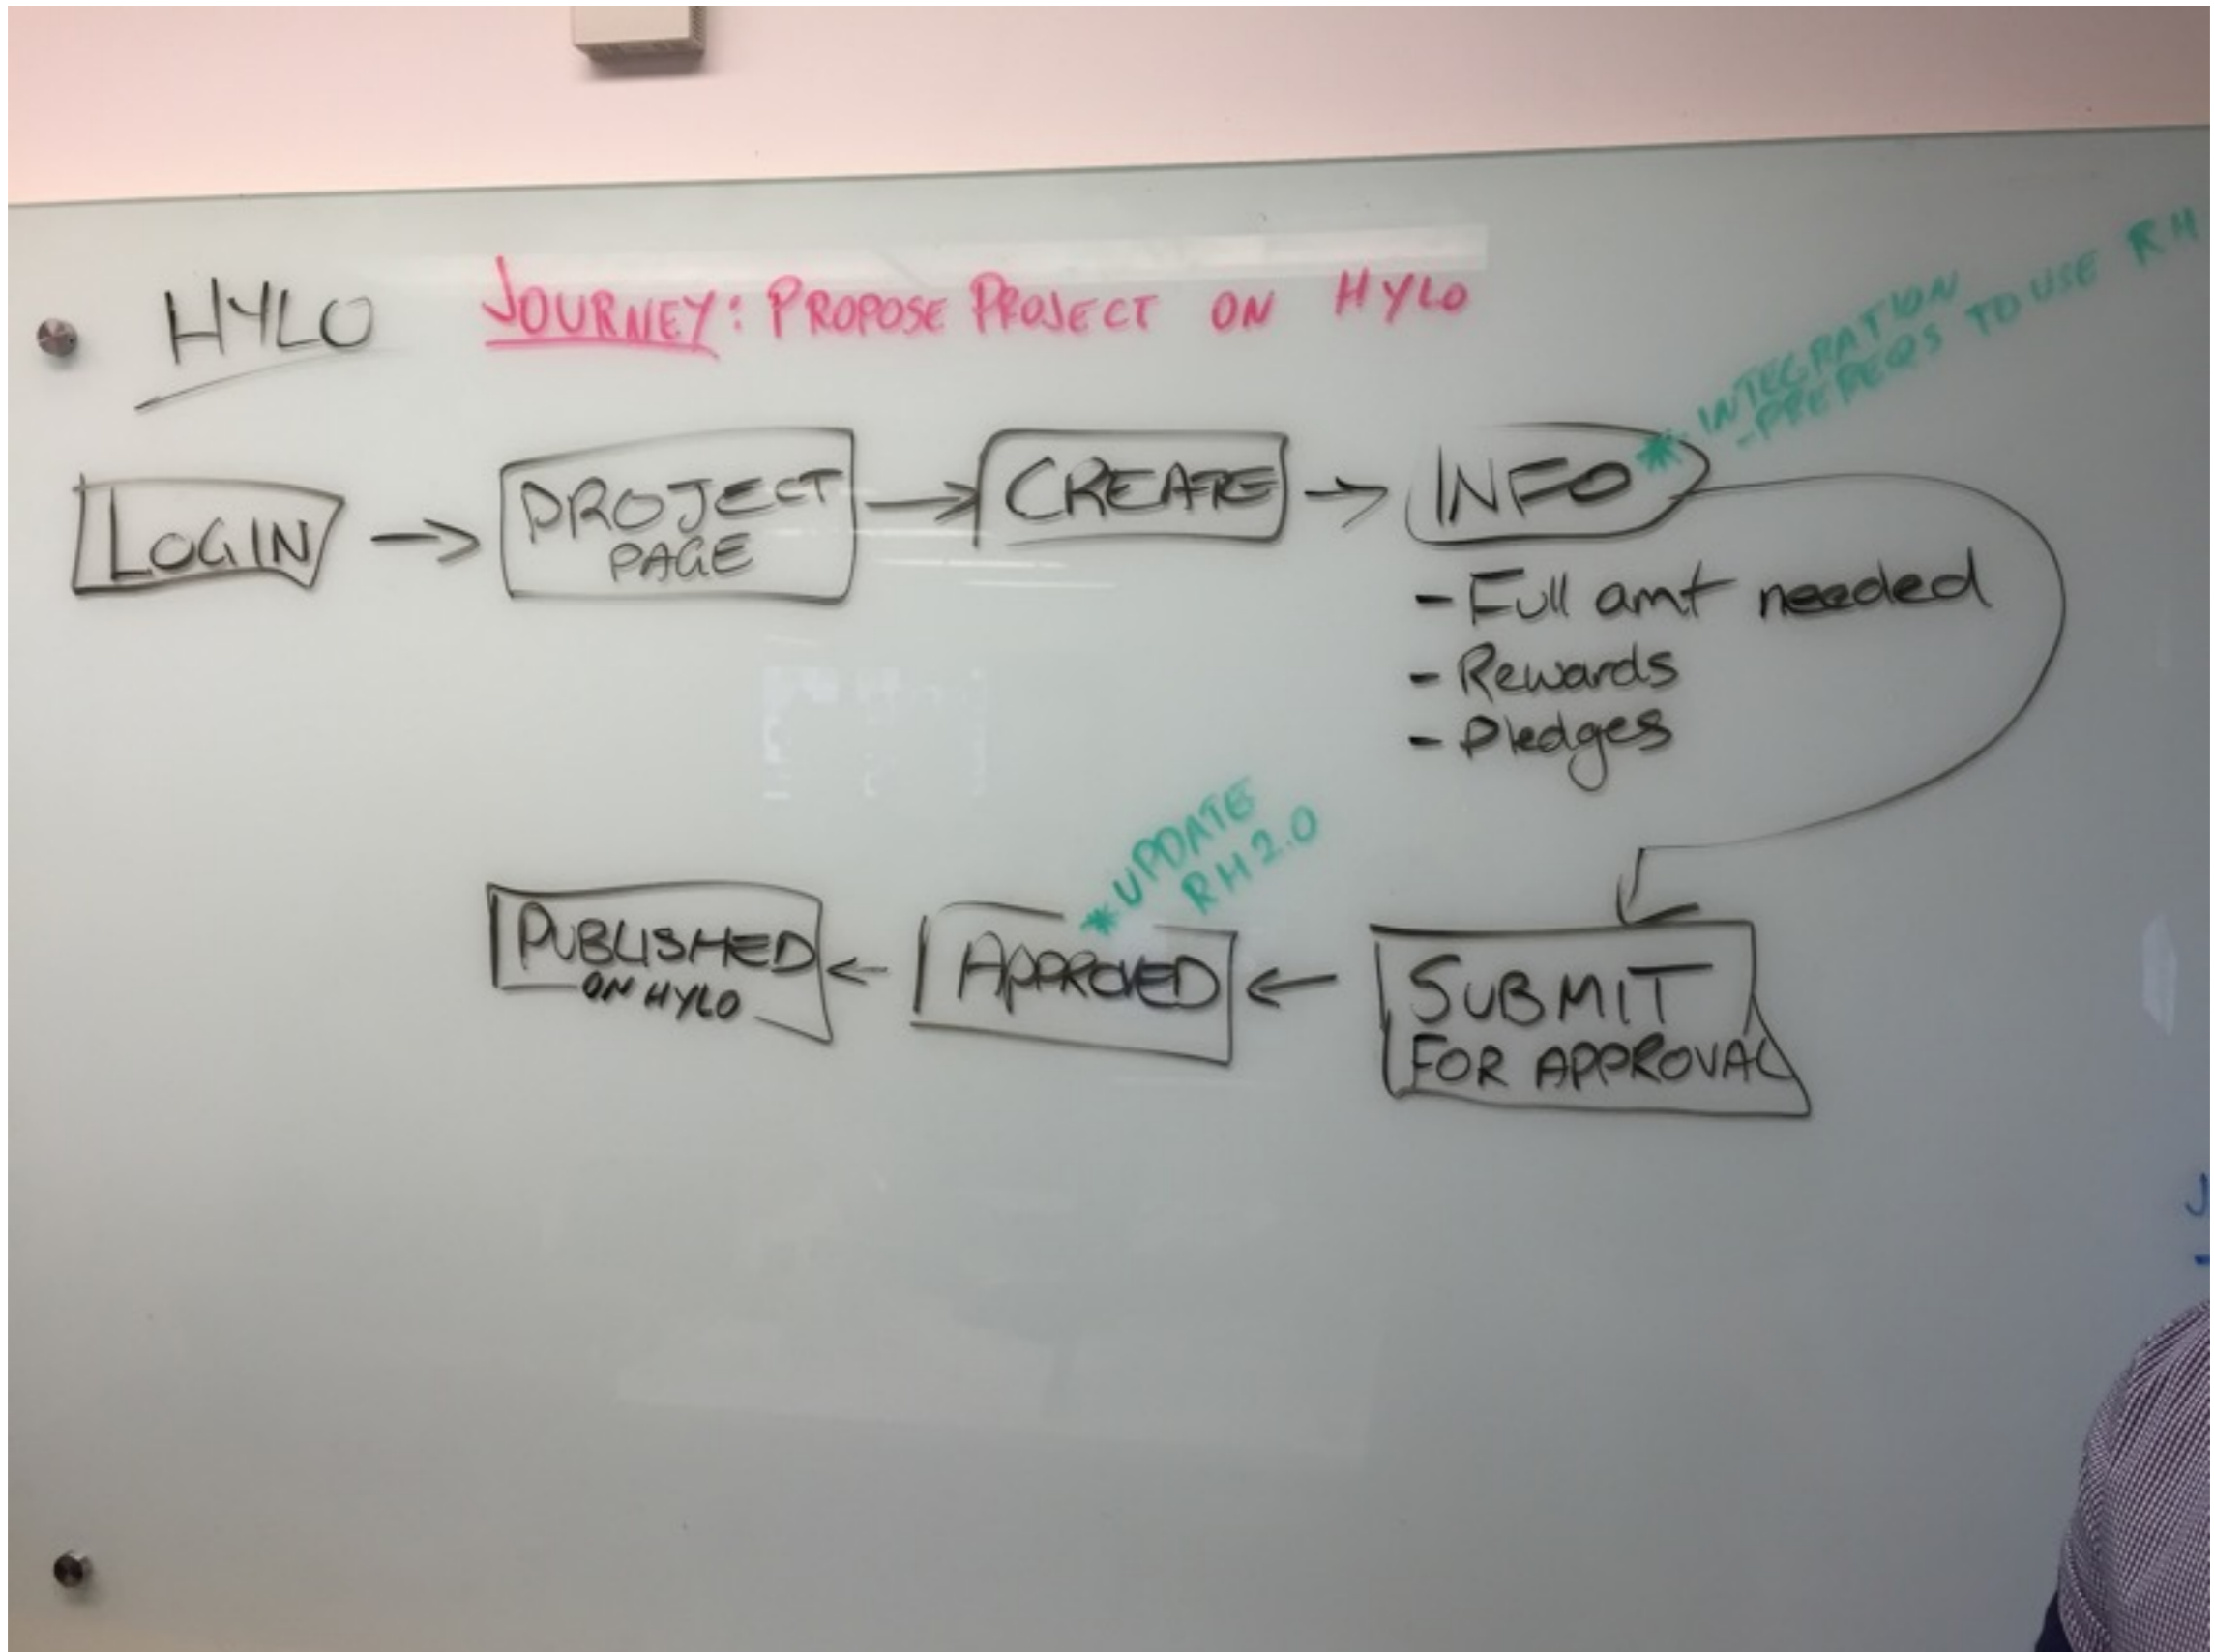 HYLO
JOURNEY: PROPOSE PROJECT ON HYLO
* INTEGRATION
- PREREQS TO USE RH
LOGIN
PROJECT
PAGE
CREATE
INFO
- Full amt needed
- Rewards
- Pledges
* UPDATE
RH 2.0
SUBMIT
FOR APPROVAL
APPROVED
PUBLISHED
ON HYLO